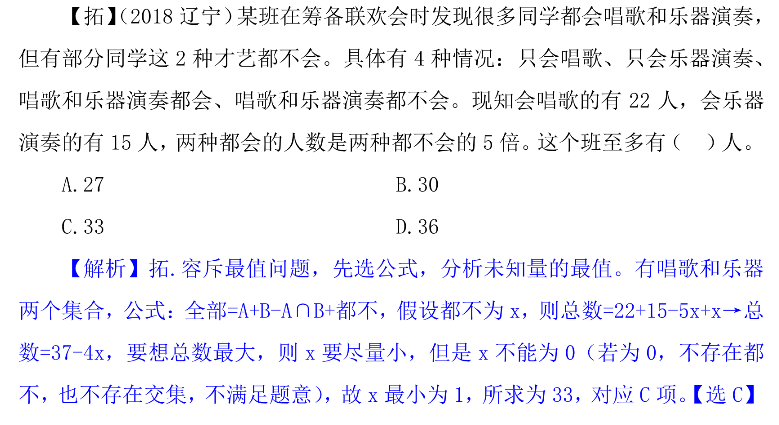 【拓】（2018 辽宁）某班在筹备联欢会时发现很多同学都会唱歌和乐器演奏，
但有部分同学这 2 种才艺都不会。具体有 4 种情况：只会唱歌、只会乐器演奏、
唱歌和乐器演奏都会、唱歌和乐器演奏都不会。现知会唱歌的有 22 人，会乐器
演奏的有 15 人，两种都会的人数是两种都不会的 5 倍。这个班至多有（　）人。
A.27 B.30
C.33 D.36
【解析】拓.容斥最值问题，先选公式，分析未知量的最值。有唱歌和乐器
两个集合，公式：全部=A+B-A∩B+都不，假设都不为 x，则总数=22+15-5x+x→总
数=37-4x，要想总数最大，则 x 要尽量小，但是 x 不能为 0（若为 0，不存在都
不，也不存在交集，不满足题意），故 x 最小为 1，所求为 33，对应 C 项。【选 C】